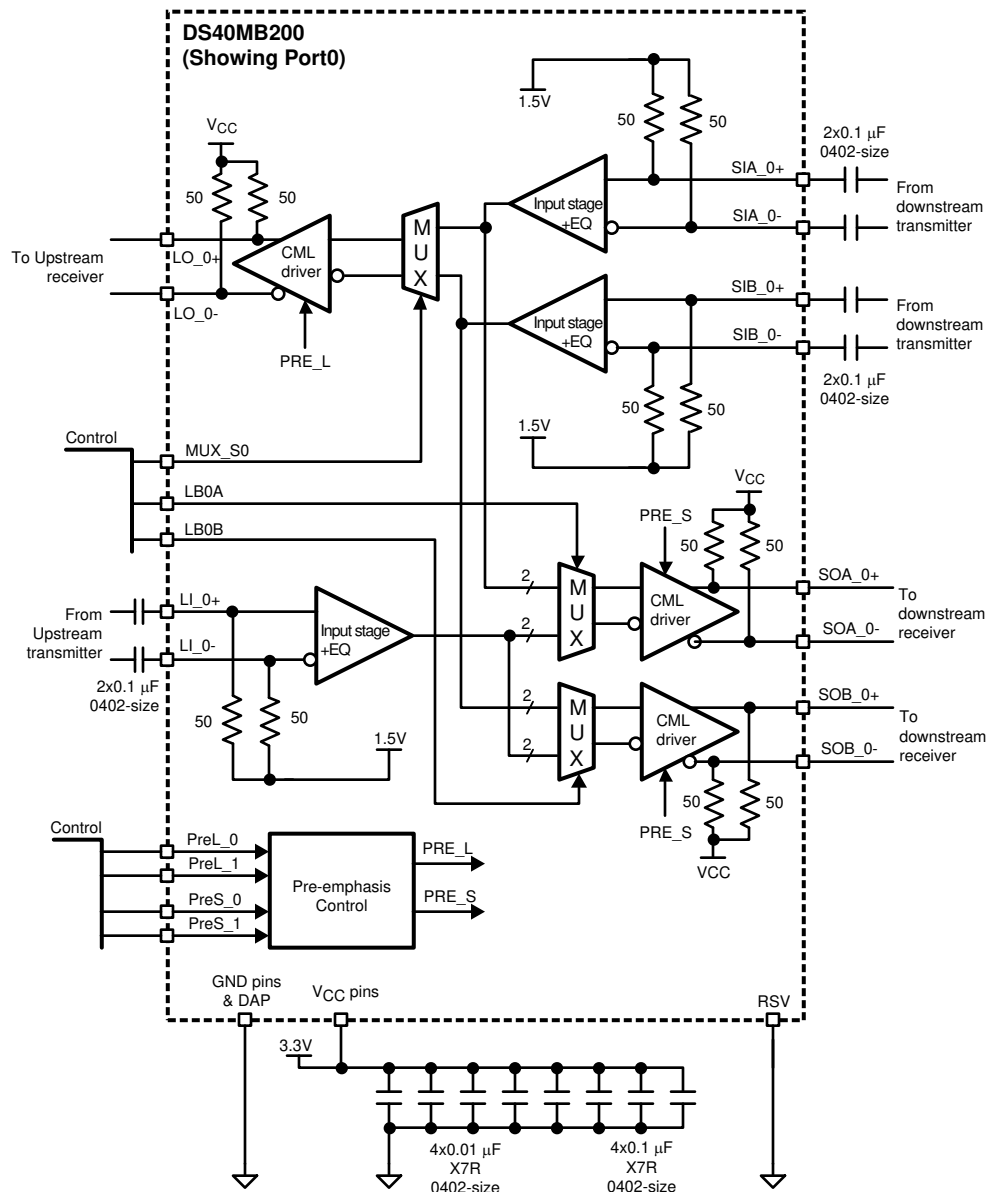 DS40MB200
(Showing Port0)
1.5V
50
50
2x0.1 µF
0402-size
VCC
50
50
SIA_0+
SIA_0-
From
downstream
transmitter
Input stage
+EQ
M
U
X
CML
driver
LO_0+
LO_0-
To Upstream
receiver
PRE_L
Input stage
+EQ
SIB_0+
SIB_0-
From
downstream
transmitter
2x0.1 µF
0402-size
50
50
1.5V
Control
MUX_S0
LB0A
LB0B
VCC
PRE_S
50
50
2
2
M
U
X
CML
driver
SOA_0+
SOA_0-
To
downstream
receiver
From
Upstream
transmitter
LI_0+
LI_0-
Input stage
+EQ
2x0.1 µF
0402-size
50
50
1.5V
2
2
M
U
X
CML
driver
SOB_0+
SOB_0-
To
downstream
receiver
PRE_S
50
50
VCC
Control
PreL_0
PreL_1
PreS_0
PreS_1
Pre-emphasis
Control
PRE_L
PRE_S
GND pins
& DAP
VCC pins
RSV
3.3V
4x0.01 µF
X7R
0402-size
4x0.1 µF
X7R
0402-size